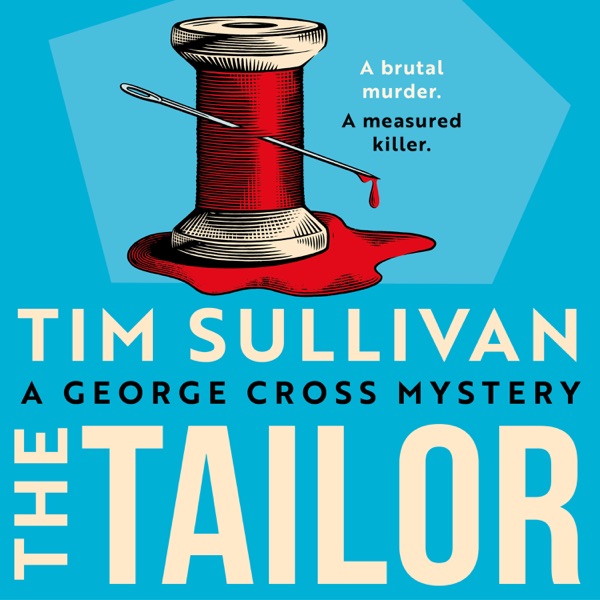 A brutal
murder.
A measured
killer.
TIM SULLIVAN
A GEORGE CROSS MYSTERY
THE TAILOR